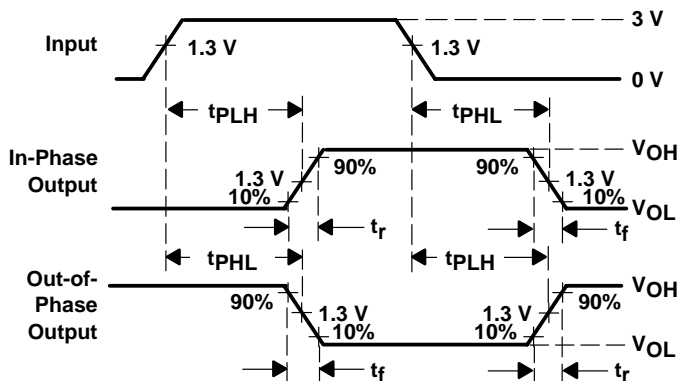 3 V
Input
1.3 V
1.3 V
0 V
tPLH
tPHL
In-Phase
Output
VOH
90%
90%
1.3 V
1.3 V
10%
10%
VOL
tr
tf
tPHL
tPLH
Out-of-
Phase
Output
VOH
90%
90%
1.3 V
1.3 V
10%
10%
VOL
tf
tr